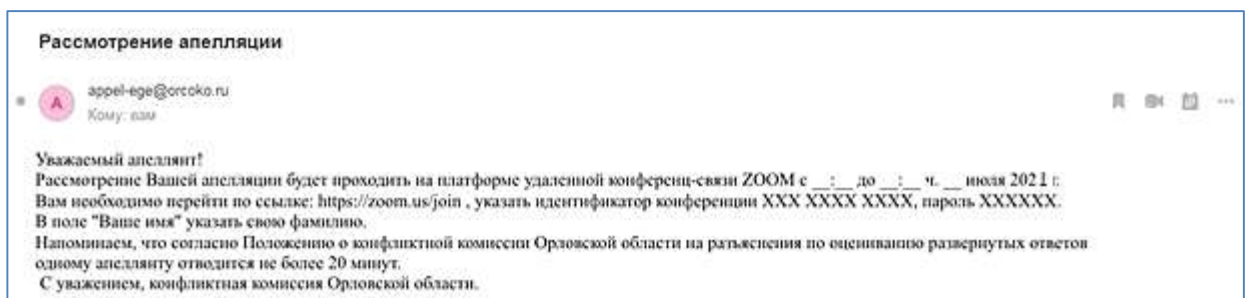 Рассмотрение апелляции
А
appel-ege@orcoko.ru
Кому: вам
Уважаемый апеллянт!
Рассмотрение Вашей апелляции будет проходить на платформе удаленной конференц-связи ZOOM с __:__ до __:__ ч. __ июля 2021 г.
Вам необходимо перейти по ссылке: https://zoom.us/join , указать идентификатор конференции XXX XXXX XXXX, пароль XXXXXX.
В поле "Ваше имя" указать свою фамилию.
Напоминаем, что согласно Положению о конфликтной комиссии Орловской области на разъяснения по оцениванию развернутых ответов
одному апеллянту отводится не более 20 минут.
С уважением, конфликтная комиссия Орловской области.